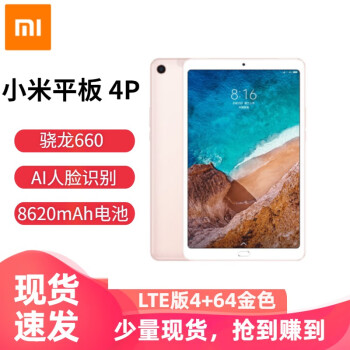 mi
小米平板 4P
骁龙660
AI人脸识别
8620mAh电池
现货
速发
LTE版4+64金色
少量现货，抢到赚到